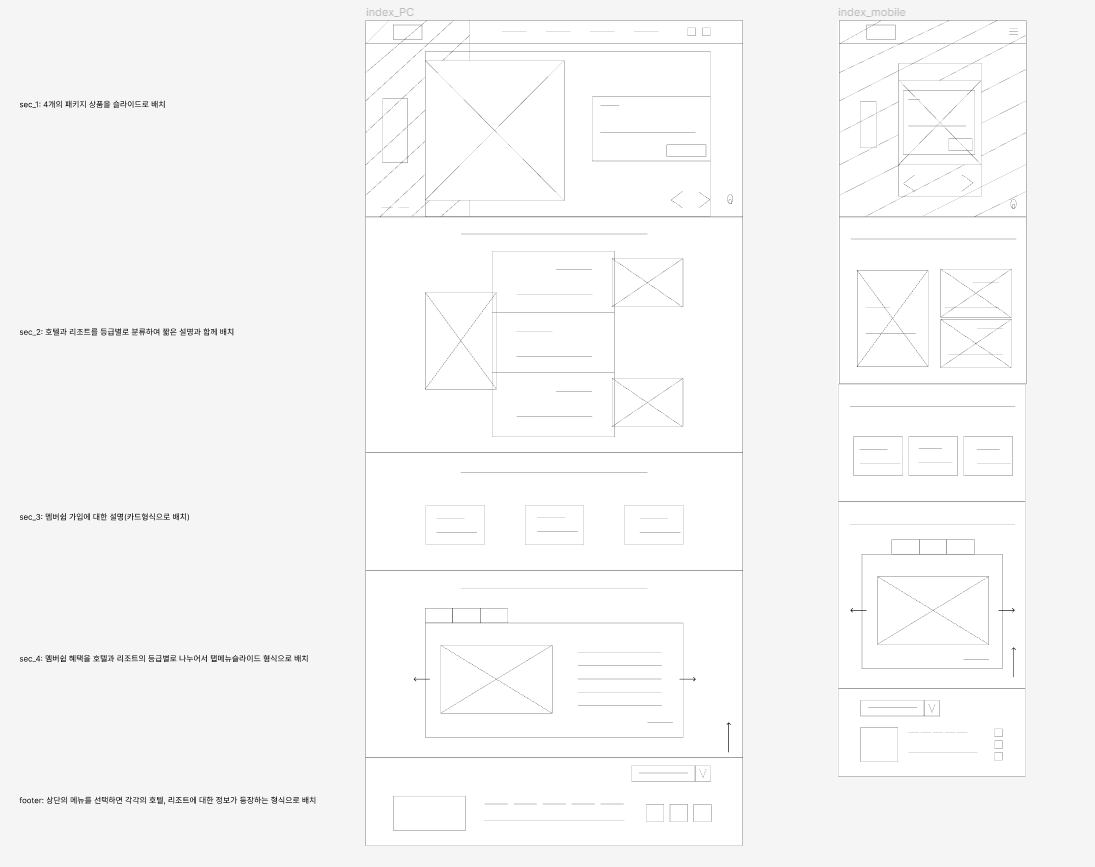 index_PC
index_mobile
sec_1: 4개의 패키지 상품을 슬라이드로 배치
sec_2: 호텔과 리조트를 등급별로 분류하여 짧은 설명과 함께 배치
sec_3: 멤버쉽 가입에 대한 설명(카드형식으로 배치)
sec_4: 멤버쉽 혜택을 호텔과 리조트의 등급별로 나누어서 탭메뉴슬라이드 형식으로 배치
footer: 상단의 메뉴를 선택하면 각각의 호텔, 리조트에 대한 정보가 등장하는 형식으로 배치